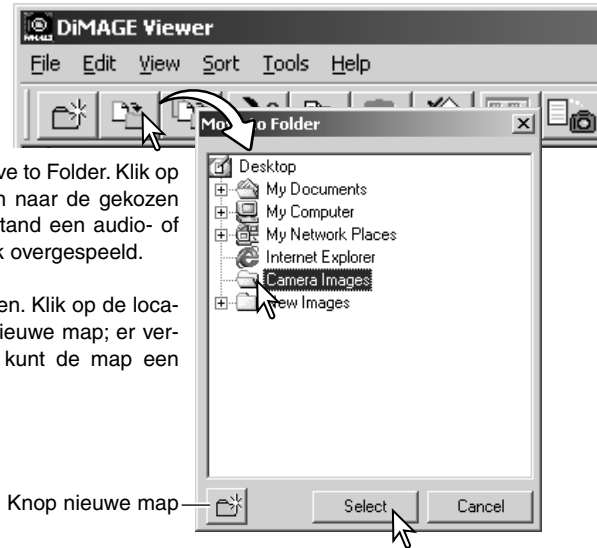 DiMAGE Viewer
File Edit View Sort Tools Help
Move to Folder
Desktop
My Documents
My Computer
My Network Places
Internet Explorer
Camera Images
New Images
Select Cancel
ve to Folder. Klik op
n naar de gekozen
tand een audio- of
k overgespeeld.
en. Klik op de loca-
ieuwe map; er ver-
kunt de map een
Knop nieuwe map